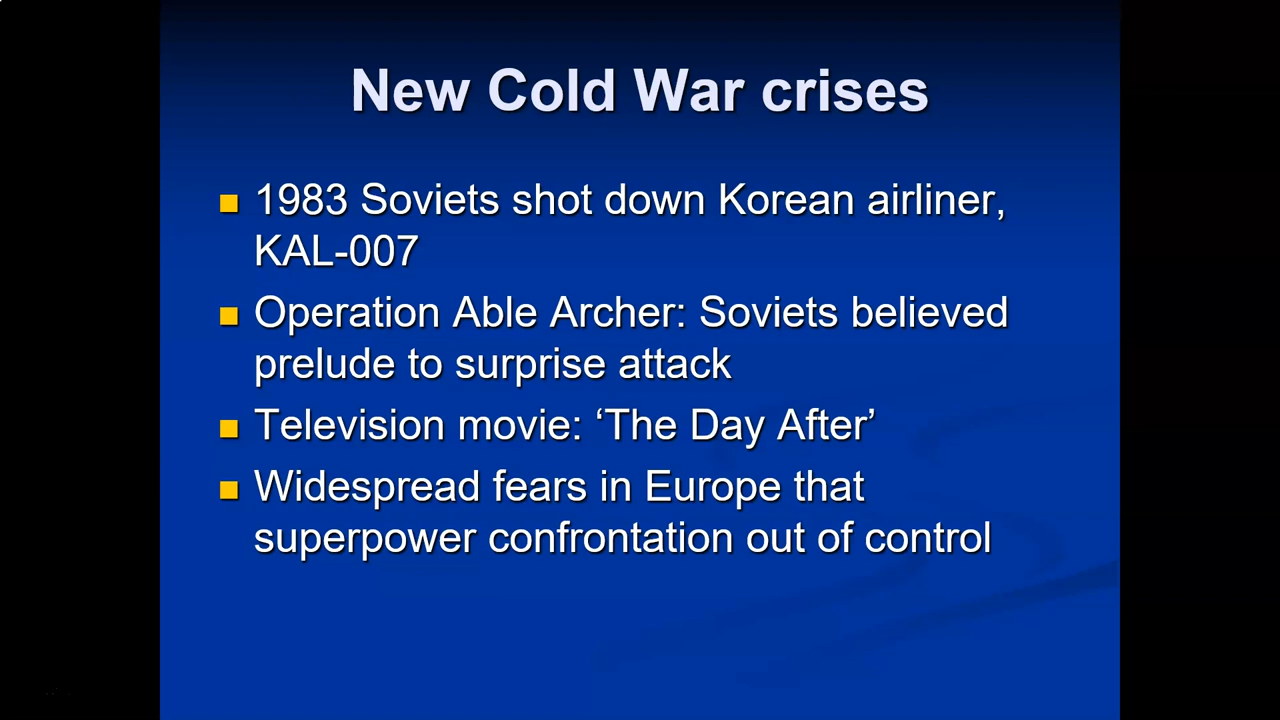 New Cold War crises
1983 Soviets shot down Korean airliner,
KAL-007
Operation Able Archer: Soviets believed
prelude to surprise attack
Television movie: ‘The Day After’
Widespread fears in Europe that
superpower confrontation out of control